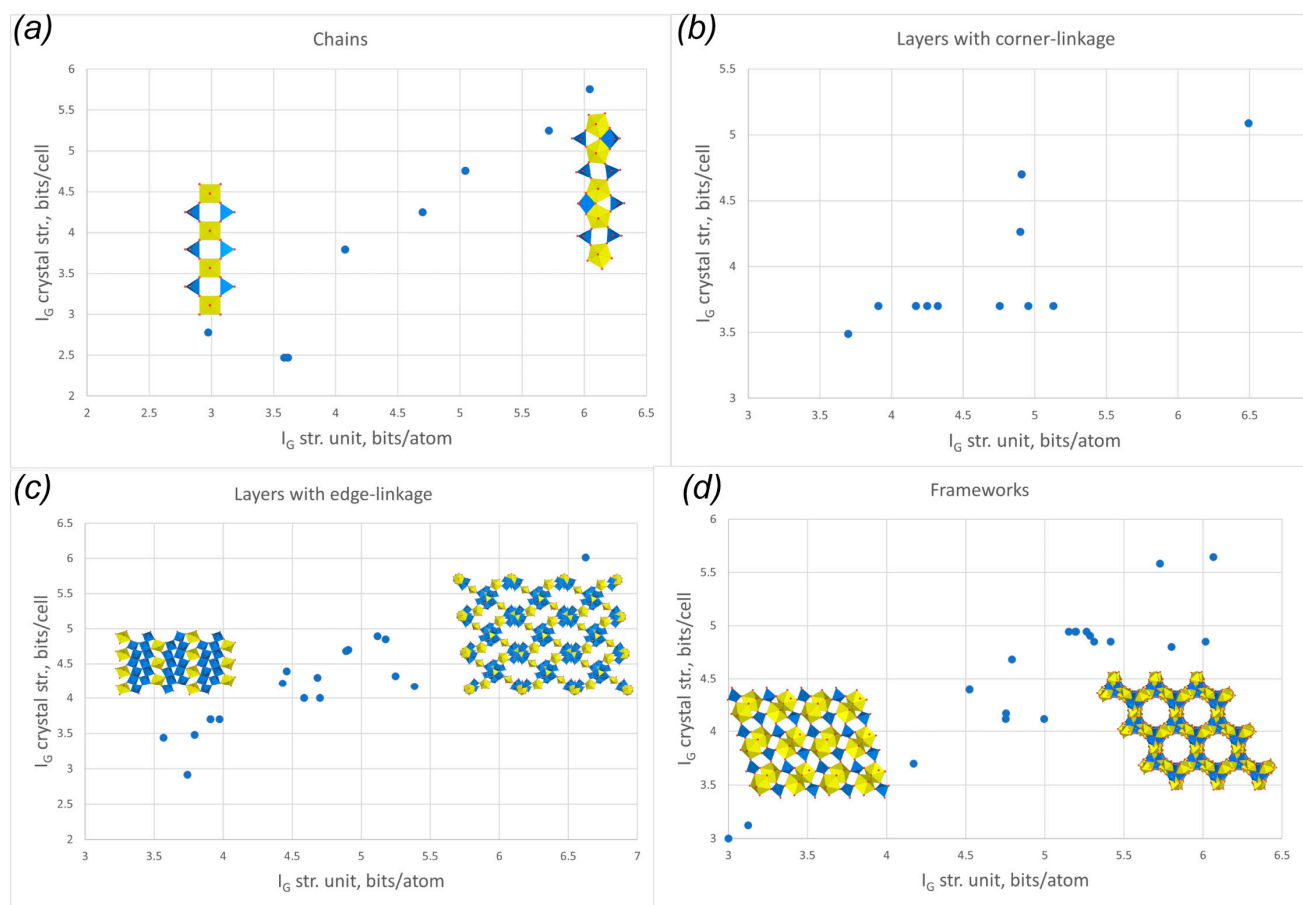 (a)
Chains
I_G crystal str., bits/cell
6
5.5
5
4.5
4
3.5
3
2.5
2
2 2.5 3 3.5 4 4.5 5 5.5 6 6.5
I_G str. unit, bits/atom
(b)
Layers with corner-linkage
I_G crystal str., bits/cell
5.5
5
4.5
4
3.5
3
3 3.5 4 4.5 5 5.5 6 6.5
I_G str. unit, bits/atom
(c)
Layers with edge-linkage
I_G crystal str., bits/cell
6.5
6
5.5
5
4.5
4
3.5
3
2.5
2
3 3.5 4 4.5 5 5.5 6 6.5 7
I_G str. unit, bits/atom
(d)
Frameworks
I_G crystal str., bits/cell
6
5.5
5
4.5
4
3.5
3
3 3.5 4 4.5 5 5.5 6 6.5
I_G str. unit, bits/atom